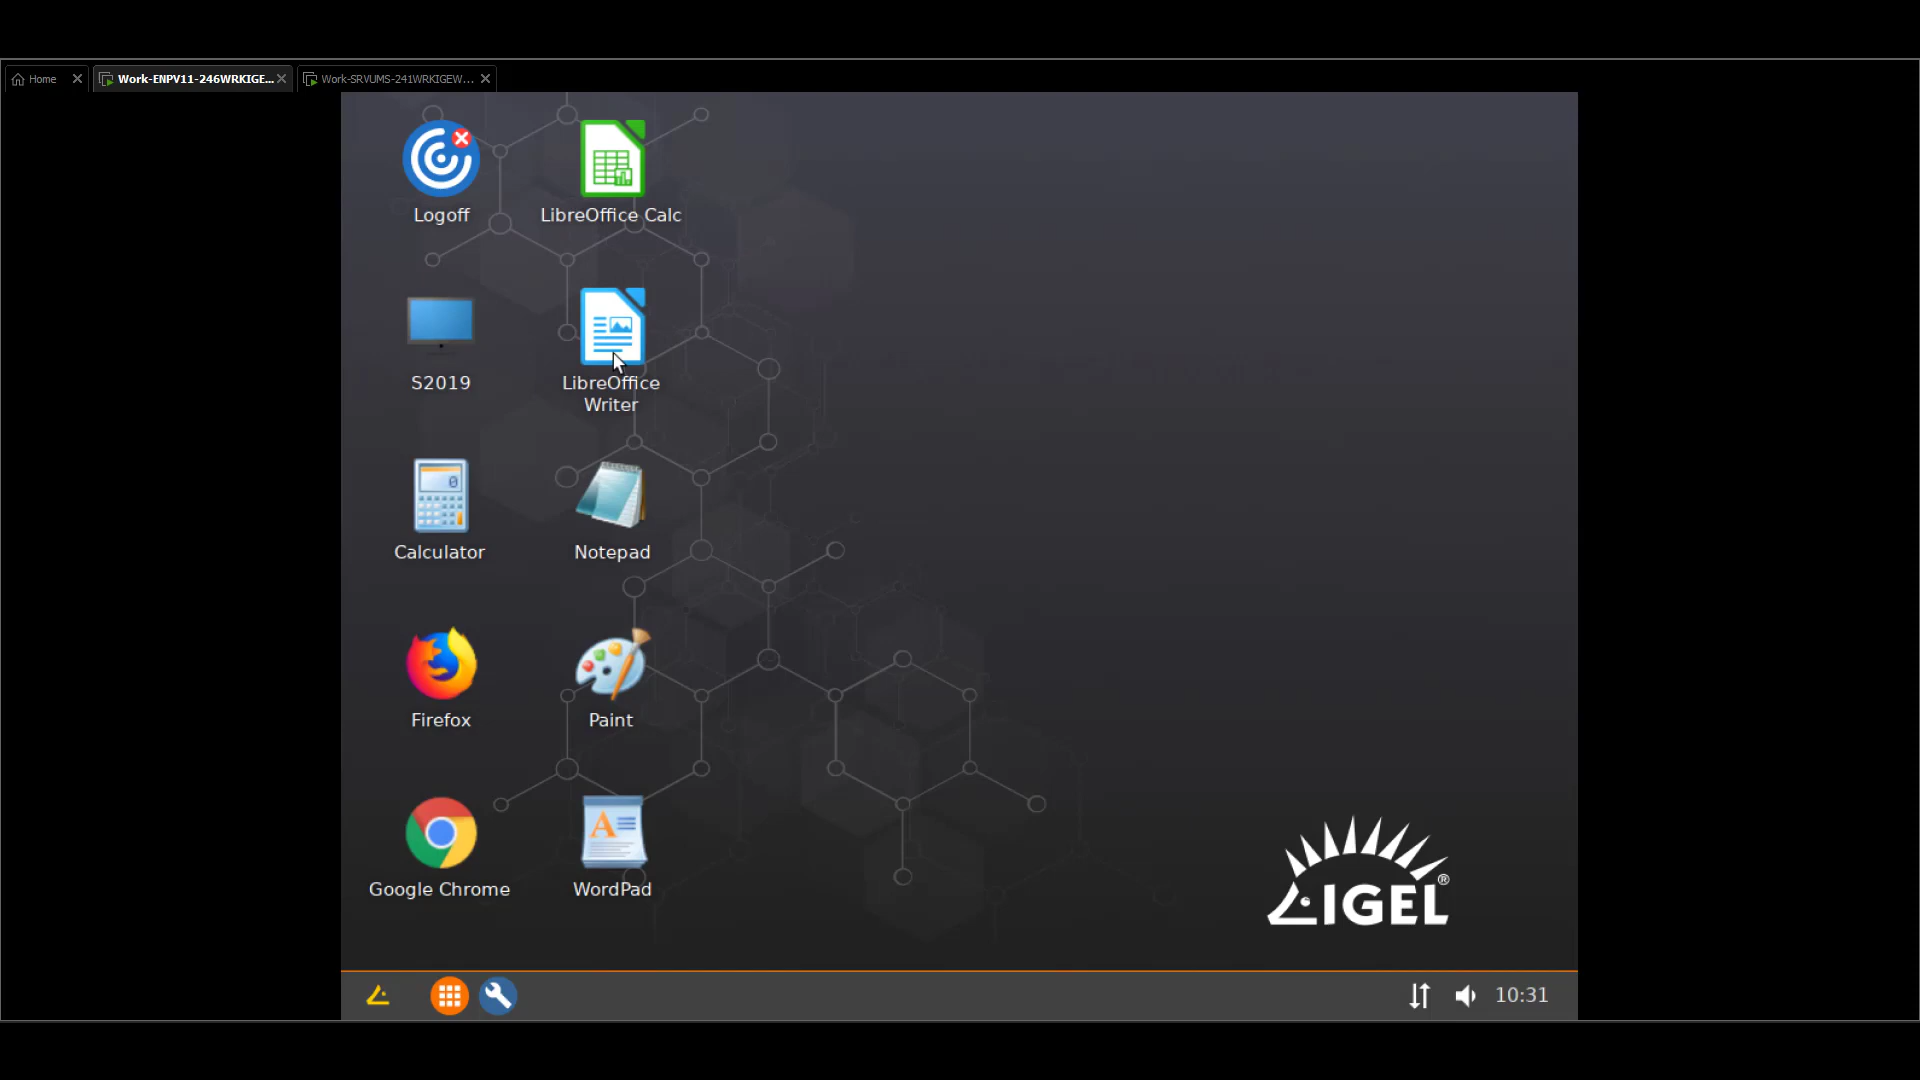 Home
Work-ENPV11-246WRKIGE...
Work-SRVUMS-241WRKIGEW...
Logoff
LibreOffice Calc
S2019
LibreOffice
Writer
0
Calculator
Notepad
Firefox
Paint
A
Google Chrome
WordPad
IGEL®
10:31